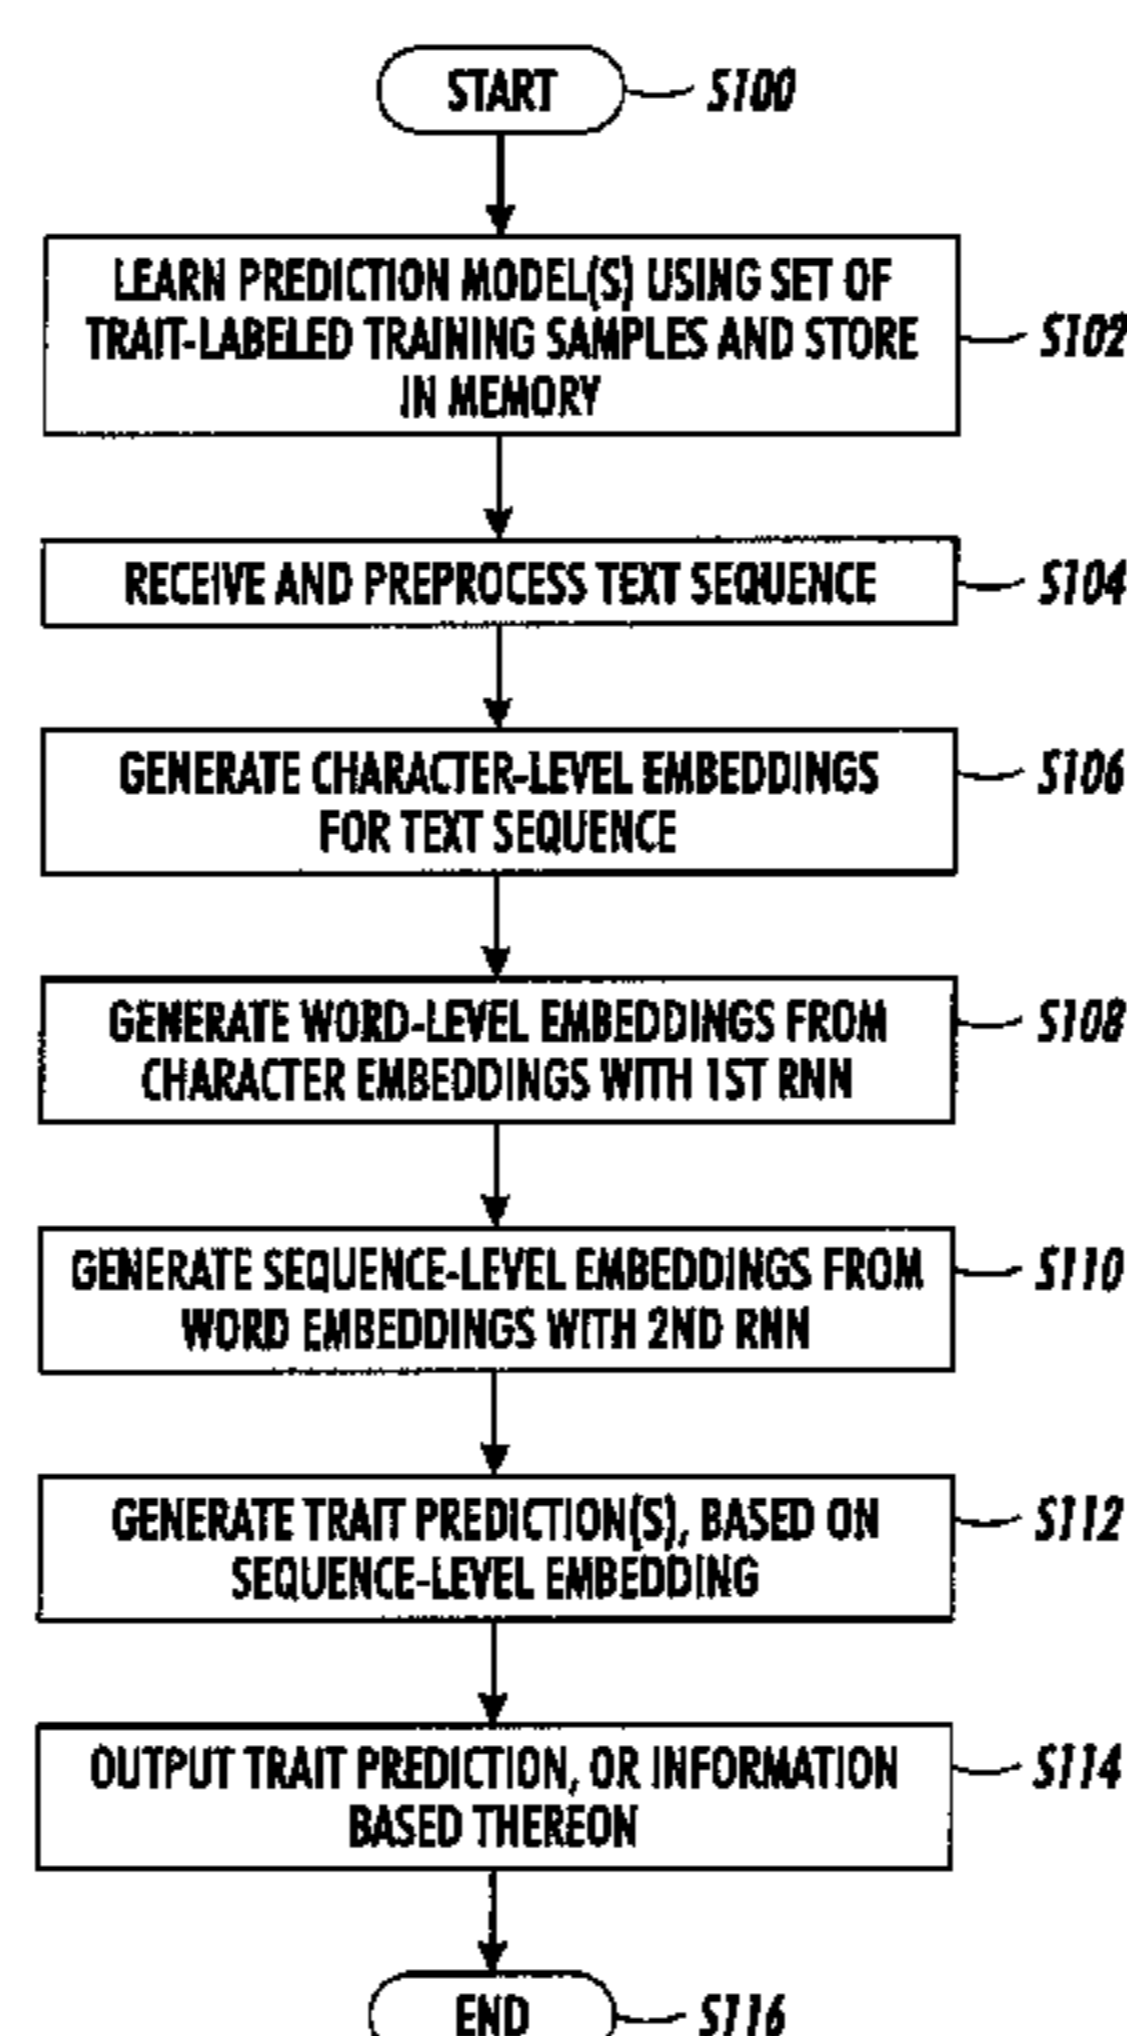 START
S100
LEARN PREDICTION MODEL(S) USING SET OF
TRAIT-LABELED TRAINING SAMPLES AND STORE
IN MEMORY
S102
RECEIVE AND PREPROCESS TEXT SEQUENCE
S104
GENERATE CHARACTER-LEVEL EMBEDDINGS
FOR TEXT SEQUENCE
S106
GENERATE WORD-LEVEL EMBEDDINGS FROM
CHARACTER EMBEDDINGS WITH 1ST RNN
S108
GENERATE SEQUENCE-LEVEL EMBEDDINGS FROM
WORD EMBEDDINGS WITH 2ND RNN
S110
GENERATE TRAIT PREDICTION(S), BASED ON
SEQUENCE-LEVEL EMBEDDING
S112
OUTPUT TRAIT PREDICTION, OR INFORMATION
BASED THEREON
S114
END
S116